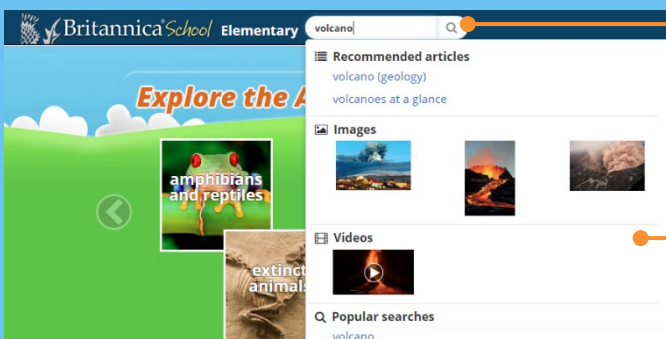 Britannica School Elementary volcano
Recommended articles
volcano (geology)
volcanoes at a glance
Explore the
Images
amphibians
and reptiles
Videos
extinct
Popular searches
volcano